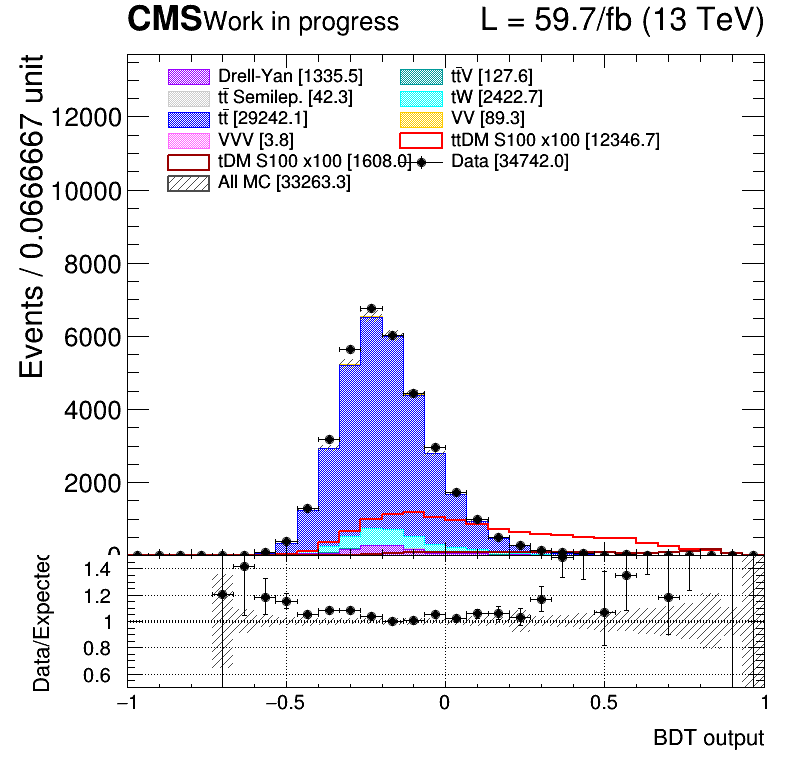 CMS Work in progress L = 59.7/fb (13 TeV)
Events / 0.0666667 unit
Drell-Yan [1335.5] tt̄V [127.6]
tt̄ Semilep. [42.3] tW [2422.7]
tt̄ [29242.1] VV [89.3]
VVV [3.8] ttDM S100 x100 [12346.7]
tDM S100 x100 [1608.0] Data [34742.0]
All MC [33263.3]
12000
10000
8000
6000
4000
2000
0
Data/Expected
1.4
1.2
1
0.8
0.6
−1 −0.5 0 0.5 1
BDT output